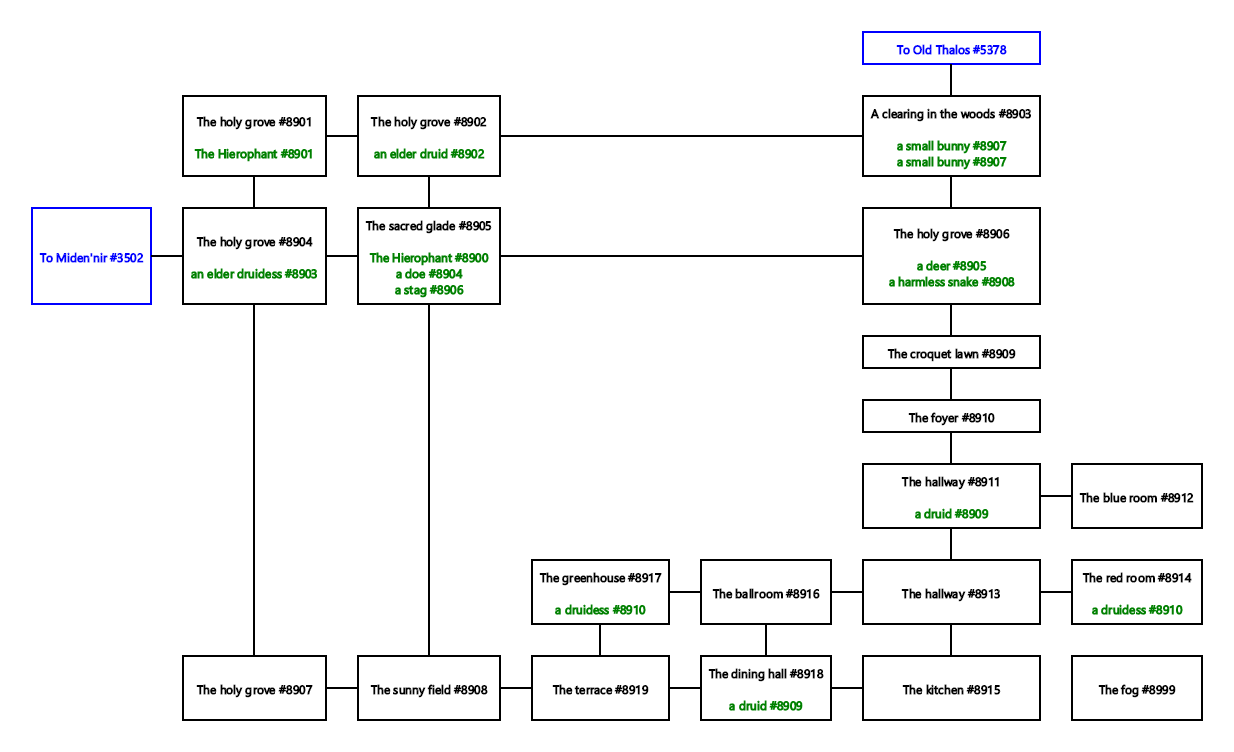 To Old Thalos #5378
The holy grove #8901
The Hierophant #8901
The holy grove #8902
an elder druid #8902
A clearing in the woods #8903
a small bunny #8907
a small bunny #8907
To Miden'nir #3502
The holy grove #8904
an elder druidess #8903
The sacred glade #8905
The Hierophant #8900
a doe #8904
a stag #8906
The holy grove #8906
a deer #8905
a harmless snake #8908
The croquet lawn #8909
The foyer #8910
The hallway #8911
a druid #8909
The blue room #8912
The greenhouse #8917
a druidess #8910
The ballroom #8916
The hallway #8913
The red room #8914
a druidess #8910
The holy grove #8907
The sunny field #8908
The terrace #8919
The dining hall #8918
a druid #8909
The kitchen #8915
The fog #8999